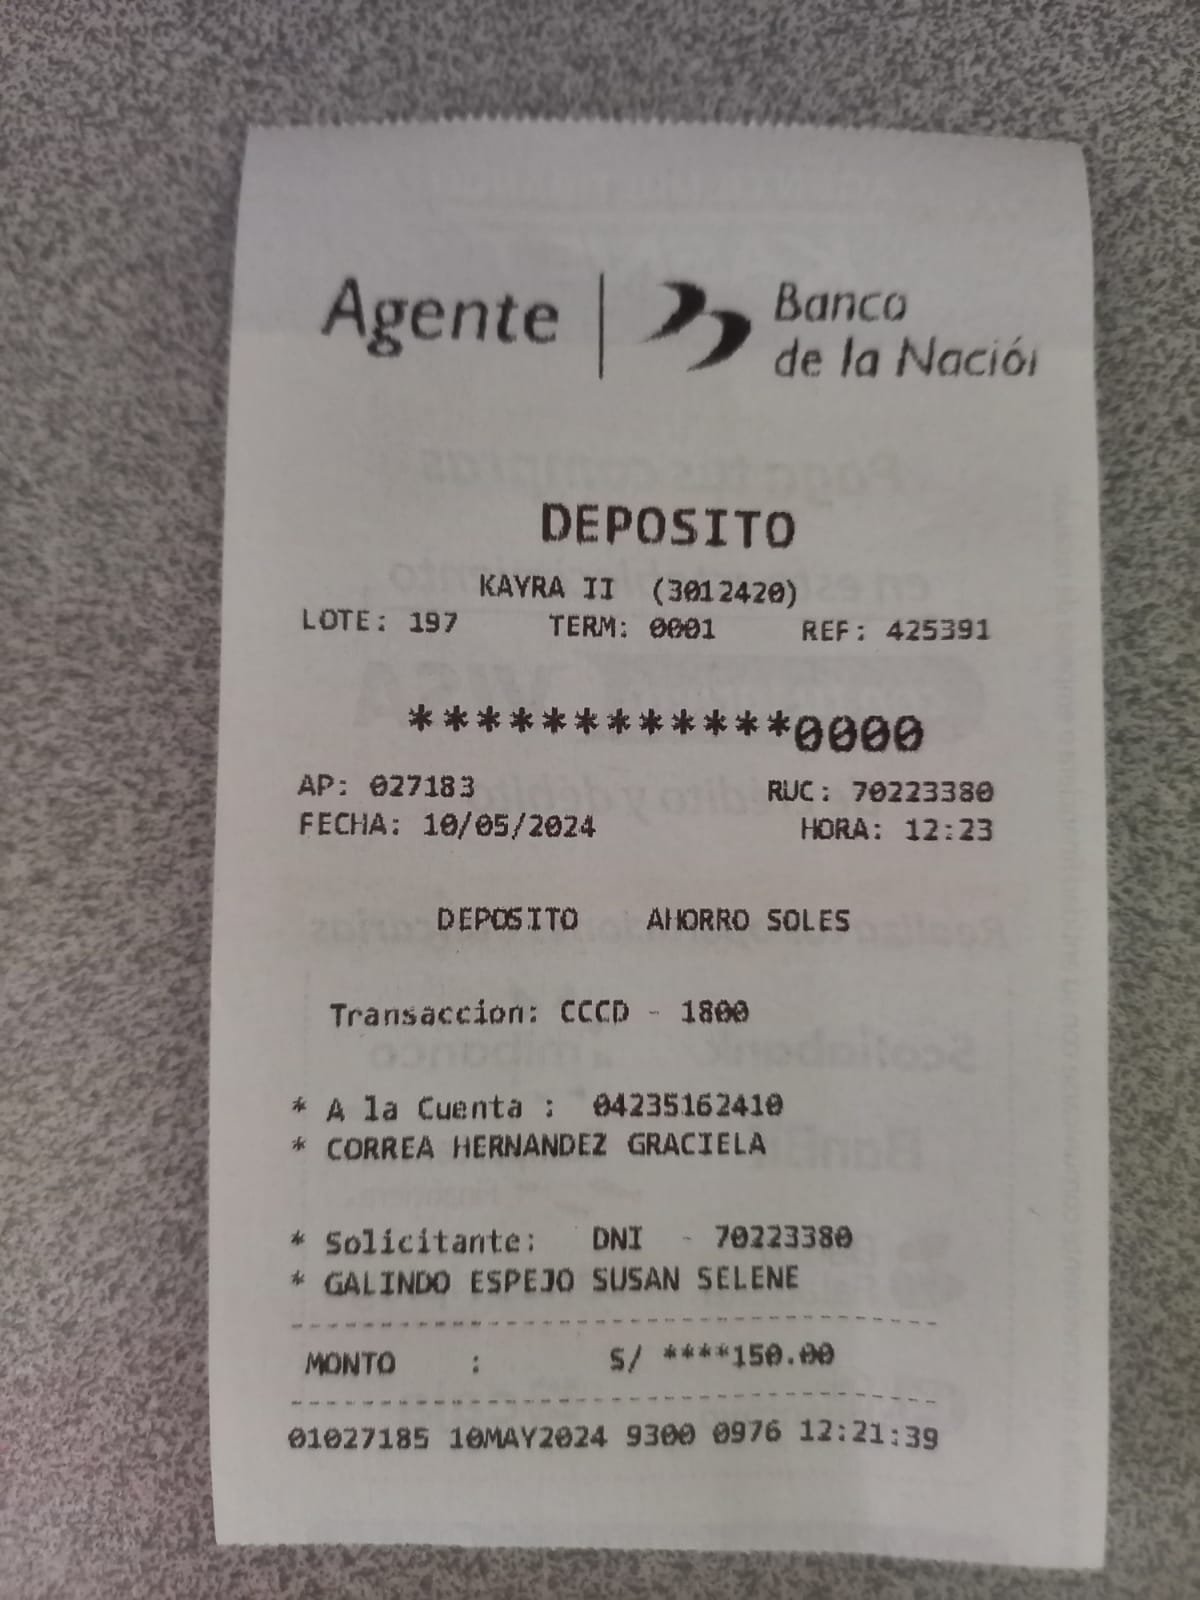 Agente | Banco
de la Nació
DEPOSITO
KAYRA II (3012420)
LOTE: 197 TERM: 0001 REF: 425391
************0000
AP: 027183 RUC: 70223380
FECHA: 10/05/2024 HORA: 12:23
DEPOSITO AHORRO SOLES
Transaccion: CCCD - 1800
* A la Cuenta : 04235162410
* CORREA HERNANDEZ GRACIELA
* Solicitante: DNI - 70223380
* GALINDO ESPEJO SUSAN SELENE
MONTO : S/ ****150.00
01027185 10MAY2024 9300 0976 12:21:39